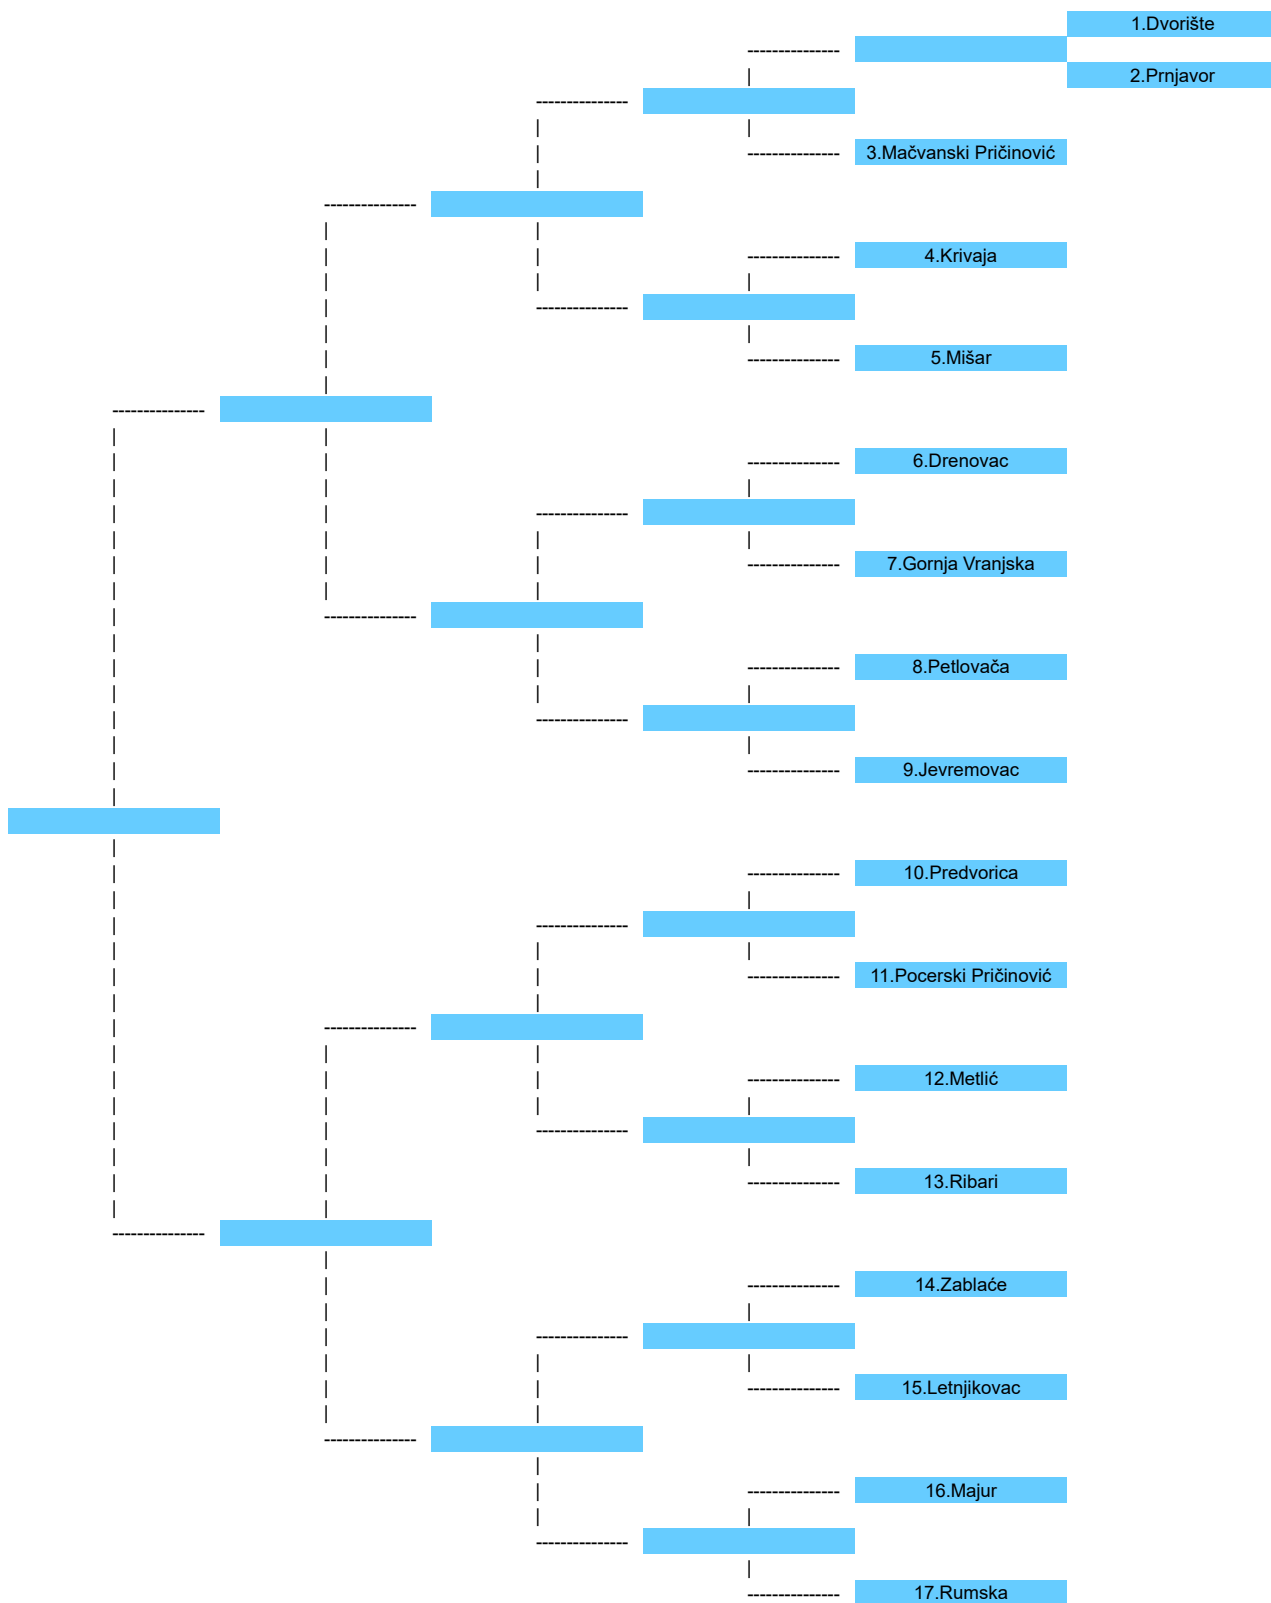 1.Dvorište
2.Prnjavor
3.Mačvanski Pričinović
4.Krivaja
5.Mišar
6.Drenovac
7.Gornja Vranjska
8.Petlovača
9.Jevremovac
10.Predvorica
11.Pocerski Pričinović
12.Metlić
13.Ribari
14.Zablaće
15.Letnjikovac
16.Majur
17.Rumska